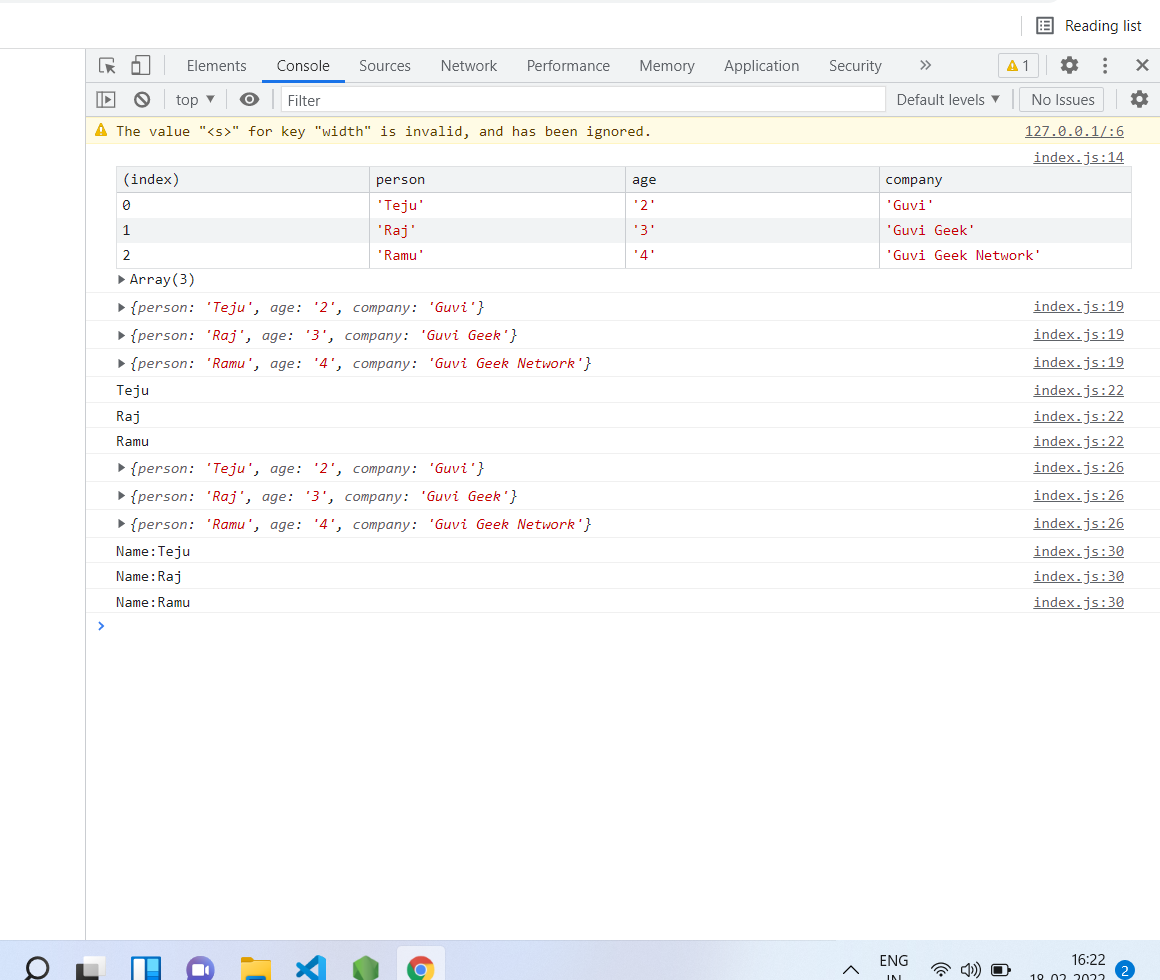 Reading list
Elements Console Sources Network Performance Memory Application Security » 1
top ▼ Filter Default levels ▼ No Issues
The value "<s>" for key "width" is invalid, and has been ignored. 127.0.0.1/:6
index.js:14
(index) person age company
0 'Teju' '2' 'Guvi'
1 'Raj' '3' 'Guvi Geek'
2 'Ramu' '4' 'Guvi Geek Network'
▶ Array(3)
▶ {person: 'Teju', age: '2', company: 'Guvi'} index.js:19
▶ {person: 'Raj', age: '3', company: 'Guvi Geek'} index.js:19
▶ {person: 'Ramu', age: '4', company: 'Guvi Geek Network'} index.js:19
Teju index.js:22
Raj index.js:22
Ramu index.js:22
▶ {person: 'Teju', age: '2', company: 'Guvi'} index.js:26
▶ {person: 'Raj', age: '3', company: 'Guvi Geek'} index.js:26
▶ {person: 'Ramu', age: '4', company: 'Guvi Geek Network'} index.js:26
Name:Teju index.js:30
Name:Raj index.js:30
Name:Ramu index.js:30
>
ENG 16:22
IN 18-02-2022 2